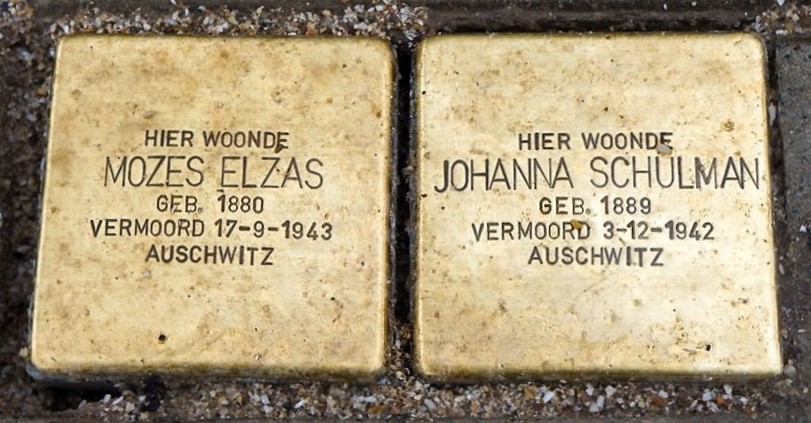 HIER WOONDE
MOZES ELZAS
GEB. 1880
VERMOORD 17-9-1943
AUSCHWITZ
HIER WOONDE
JOHANNA SCHULMAN
GEB. 1889
VERMOORD 3-12-1942
AUSCHWITZ